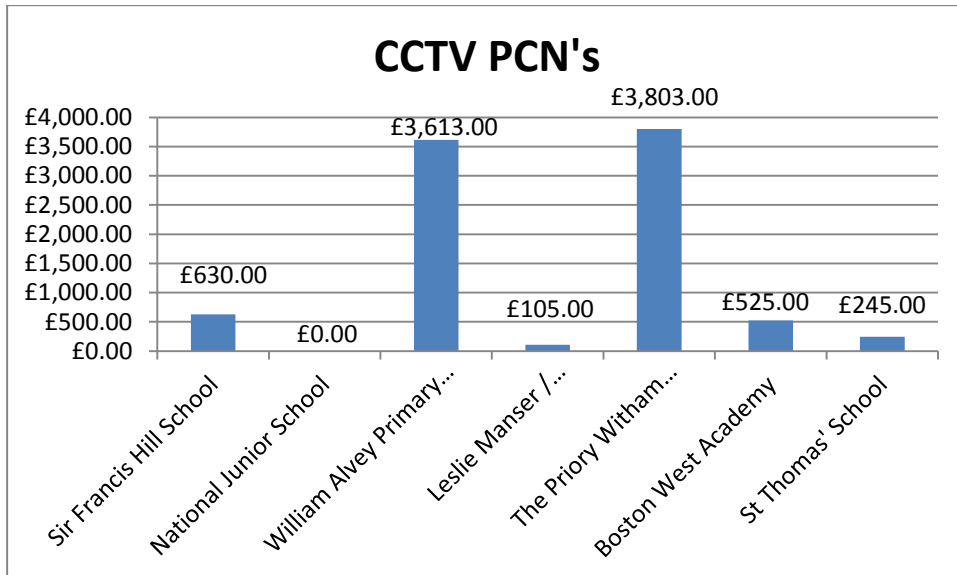 CCTV PCN's
£4,000.00
£3,500.00
£3,000.00
£2,500.00
£2,000.00
£1,500.00
£1,000.00
£500.00
£0.00
£630.00
£0.00
£3,613.00
£105.00
£3,803.00
£525.00
£245.00
Sir Francis Hill School
National Junior School
William Alvey Primary...
Leslie Manser /...
The Priory Witham...
Boston West Academy
St Thomas' School